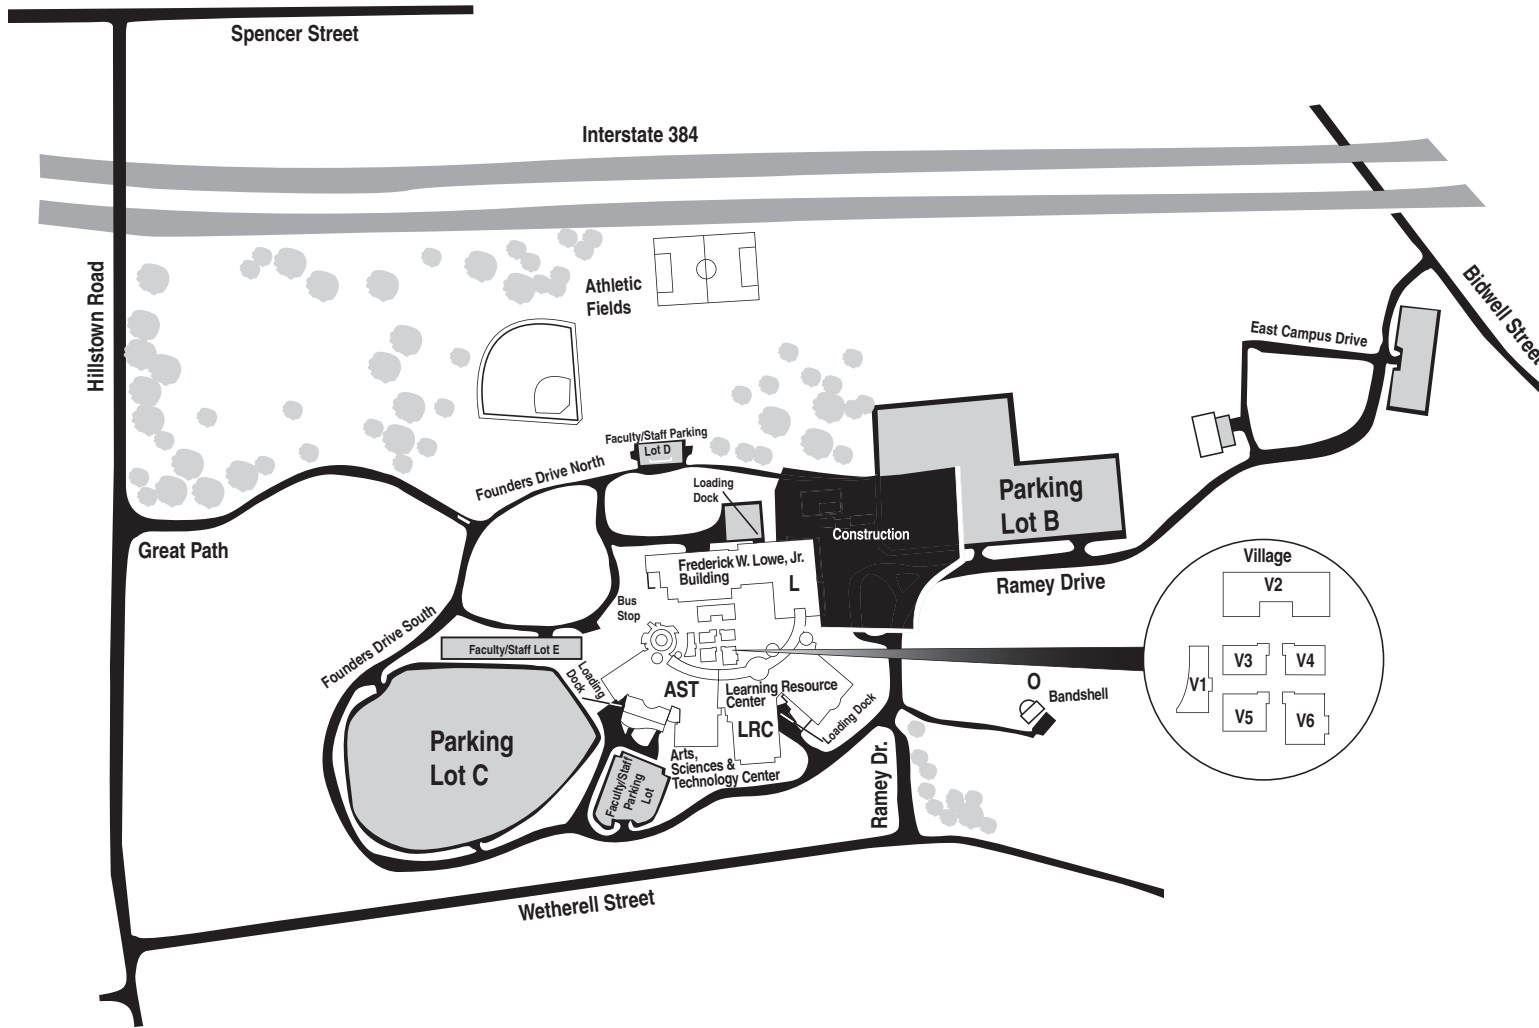 Spencer Street
Interstate 384
Hillstown Road
Bidwell Street
Athletic
Fields
East Campus Drive
Faculty/Staff Parking
Lot D
Founders Drive North
Loading
Dock
Parking
Lot B
Construction
Great Path
Frederick W. Lowe, Jr.
Building
L
L
Ramey Drive
Village
V2
V3
V4
V1
V5
V6
Bus
Stop
Founders Drive South
Faculty/Staff Lot E
Loading
Dock
AST
Learning Resource
Center
LRC
Loading Dock
O
Bandshell
Parking
Lot C
Arts,
Sciences &
Technology Center
Faculty/Staff
Parking
Lot
Ramey Dr.
Wetherell Street